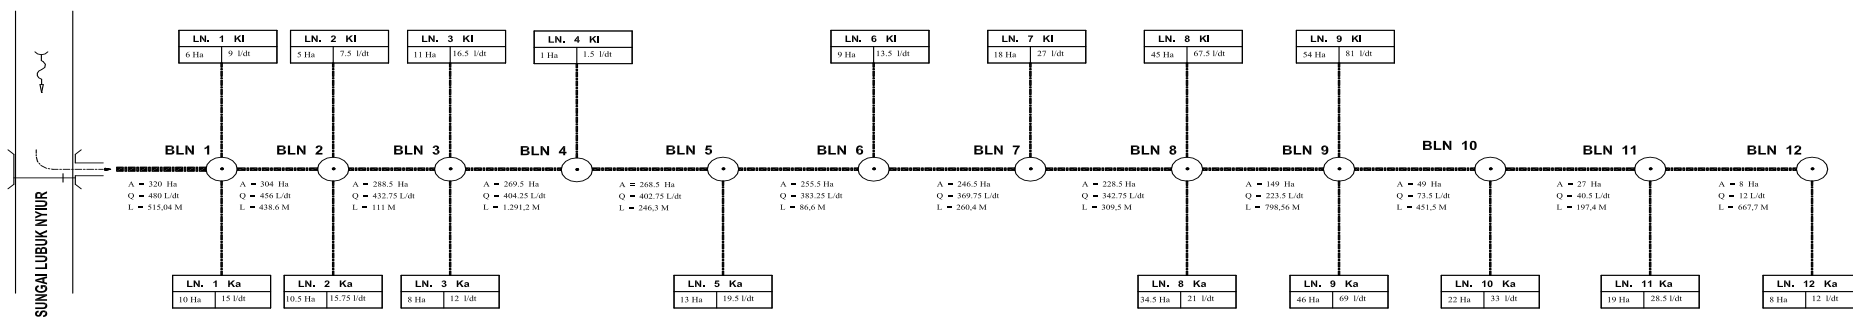 LN. 1 KI
6 Ha 9 l/dt
LN. 2 KI
5 Ha 7.5 l/dt
LN. 3 KI
11 Ha 16.5 l/dt
LN. 4 KI
1 Ha 1.5 l/dt
LN. 6 KI
9 Ha 13.5 l/dt
LN. 7 KI
18 Ha 27 l/dt
LN. 8 KI
45 Ha 67.5 l/dt
LN. 9 KI
54 Ha 81 l/dt
BLN 1
BLN 2
BLN 3
BLN 4
BLN 5
BLN 6
BLN 7
BLN 8
BLN 9
BLN 10
BLN 11
BLN 12
A = 320 Ha
Q = 480 L/dt
L = 515,04 M
A = 304 Ha
Q = 456 L/dt
L = 438.6 M
A = 288.5 Ha
Q = 432.75 L/dt
L = 111 M
A = 269.5 Ha
Q = 404.25 L/dt
L = 1.291,2 M
A = 268.5 Ha
Q = 402.75 L/dt
L = 246,3 M
A = 255.5 Ha
Q = 383.25 L/dt
L = 86,6 M
A = 246.5 Ha
Q = 369.75 L/dt
L = 260,4 M
A = 228.5 Ha
Q = 342.75 L/dt
L = 309,5 M
A = 149 Ha
Q = 223.5 L/dt
L = 798,56 M
A = 49 Ha
Q = 73.5 L/dt
L = 451,5 M
A = 27 Ha
Q = 40.5 L/dt
L = 197,4 M
A = 8 Ha
Q = 12 L/dt
L = 667,7 M
SUNGAI LUBUK NYIUR
LN. 1 Ka
10 Ha 15 l/dt
LN. 2 Ka
10.5 Ha 15.75 l/dt
LN. 3 Ka
8 Ha 12 l/dt
LN. 5 Ka
13 Ha 19.5 l/dt
LN. 8 Ka
34.5 Ha 21 l/dt
LN. 9 Ka
46 Ha 69 l/dt
LN. 10 Ka
22 Ha 33 l/dt
LN. 11 Ka
19 Ha 28.5 l/dt
LN. 12 Ka
8 Ha 12 l/dt